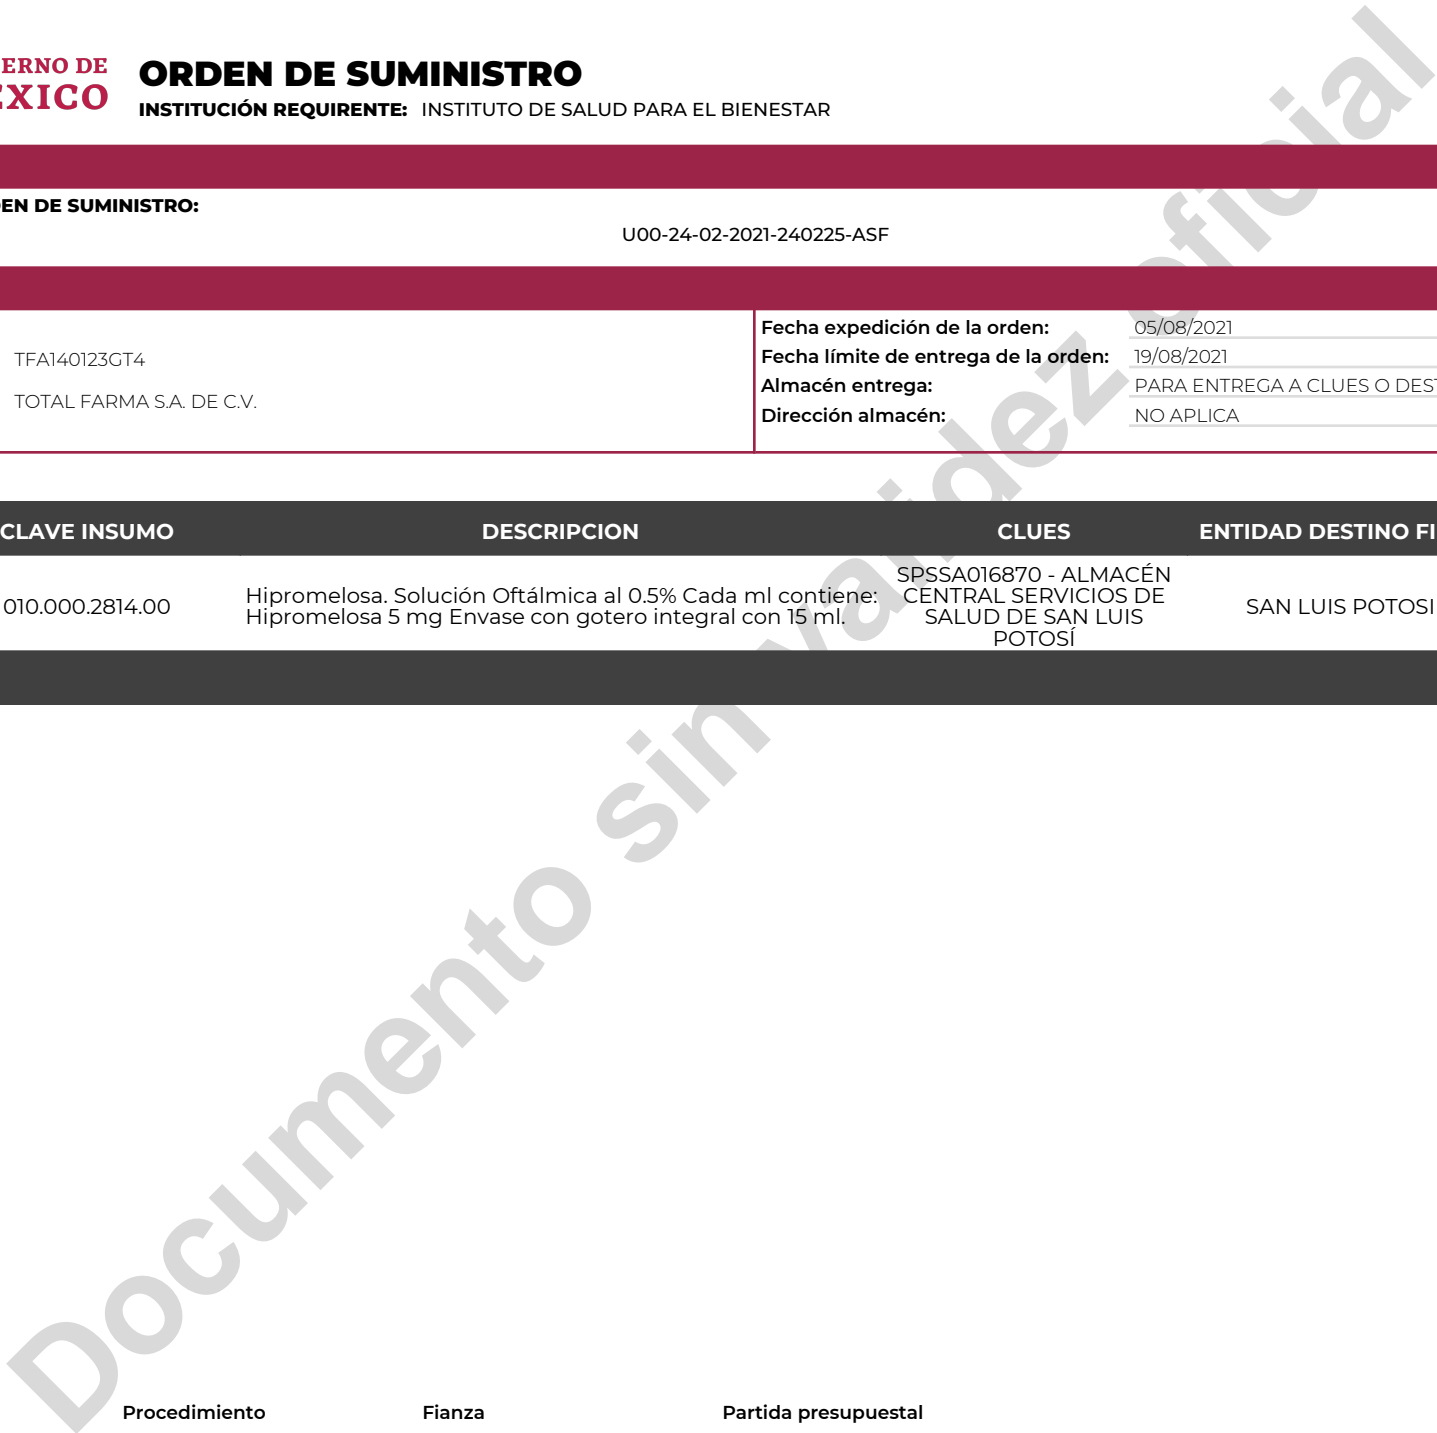 ERNO DE
EXICO
ORDEN DE SUMINISTRO
INSTITUCIÓN REQUIRENTE: INSTITUTO DE SALUD PARA EL BIENESTAR
EN DE SUMINISTRO:
U00-24-02-2021-240225-ASF
TFA140123GT4
TOTAL FARMA S.A. DE C.V.
Fecha expedición de la orden: 05/08/2021
Fecha límite de entrega de la orden: 19/08/2021
Almacén entrega: PARA ENTREGA A CLUES O DEST
Dirección almacén: NO APLICA
CLAVE INSUMO DESCRIPCION CLUES ENTIDAD DESTINO FI
010.000.2814.00
Hipromelosa. Solución Oftálmica al 0.5% Cada ml contiene:
Hipromelosa 5 mg Envase con gotero integral con 15 ml.
SPSSA016870 - ALMACÉN
CENTRAL SERVICIOS DE
SALUD DE SAN LUIS
POTOSÍ
SAN LUIS POTOSI
Documento sin validez oficial
Procedimiento Fianza Partida presupuestal